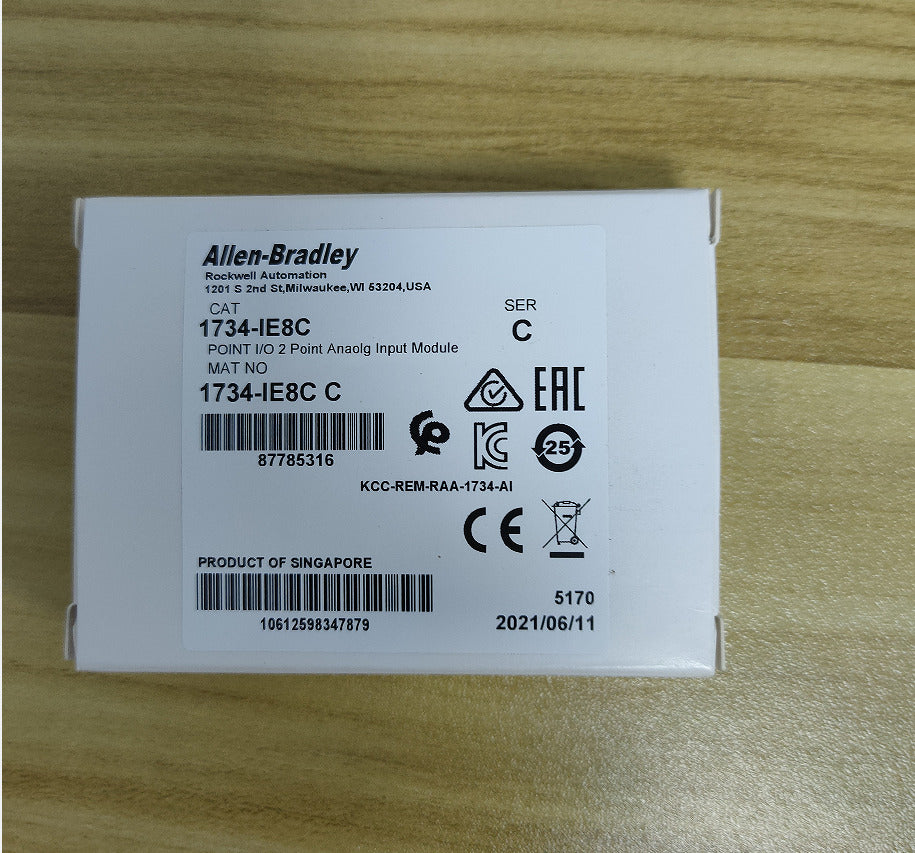 Allen-Bradley
Rockwell Automation
1201 S 2nd St,Milwaukee,WI 53204,USA
CAT
SER
1734-IE8C
C
POINT I/O 2 Point Anaolg Input Module
MAT NO
1734-IE8C C
EAC
87785316
KC
25
KCC-REM-RAA-1734-AI
CE
PRODUCT OF SINGAPORE
5170
10612598347879
2021/06/11